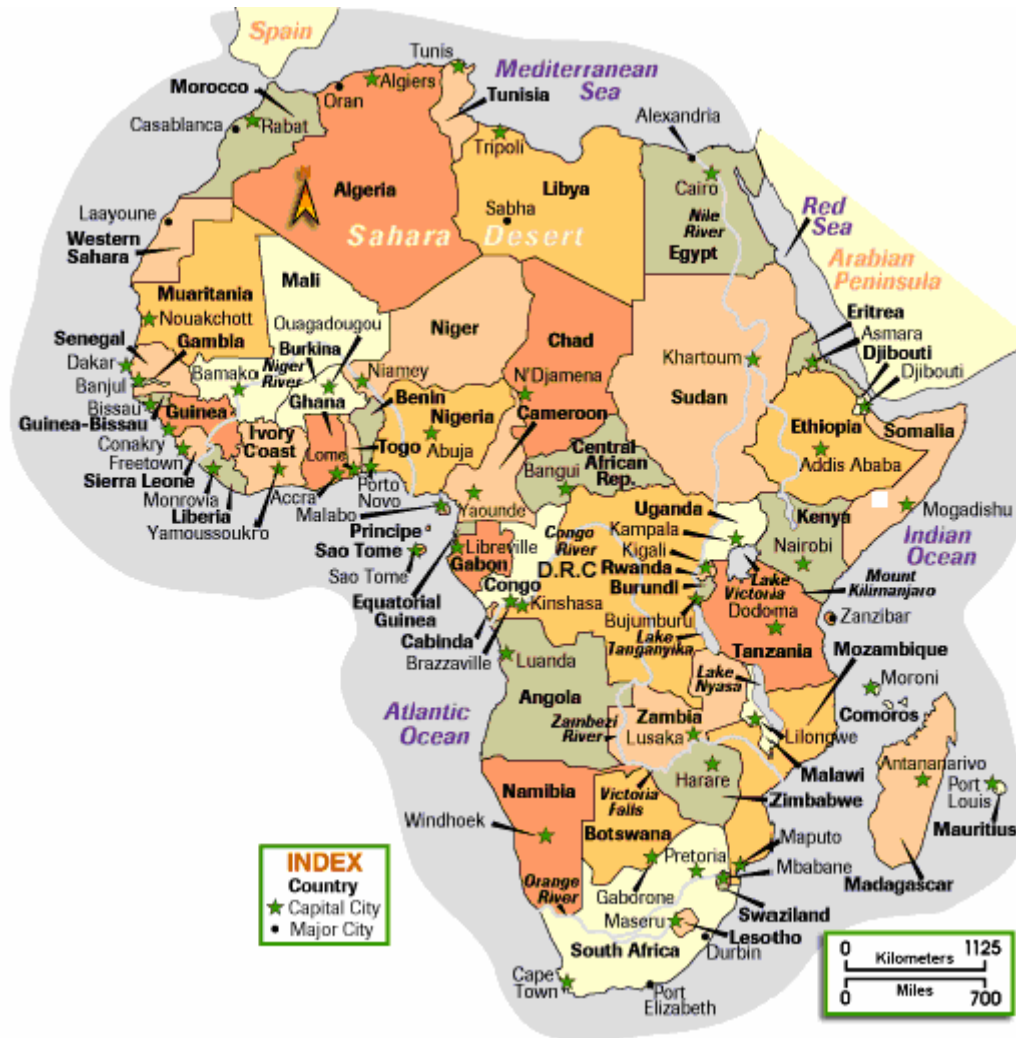 Spain
Tunis
Mediterranean
Sea
Algiers
Oran
Morocco
Tunisia
Casablanca
Rabat
Alexandria
Tripoli
Cairo
Algeria
Libya
Nile
River
Egypt
Red
Sea
Laayoune
Sabha
Sahara Desert
Western
Sahara
Arabian
Peninsula
Mali
Muaritania
Nouakchott
Ouagadougou
Niger
Chad
Eritrea
Asmara
Senegal
Gambia
Burkina
Khartoum
Djibouti
Djibouti
Dakar
Bamako
Niger
River
Niamey
N'Djamena
Banjul
Ghana
Benin
Sudan
Bissau
Guinea
Nigeria
Cameroon
Guinea-Bissau
Ivory
Coast
Togo
Abuja
Central
African
Rep.
Ethiopia
Somalia
Conakry
Lome
Bangui
Addis Ababa
Freetown
Sierra Leone
Monrovia
Accra
Porto
Novo
Liberia
Malabo
Yaounde
Yamoussoukro
Uganda
Kenya
Mogadishu
Kampala
Principe
Congo
River
Nairobi
Indian
Ocean
Sao Tome
Libreville
Kigali
Gabon
D.R.C
Rwanda
Sao Tome
Lake
Victoria
Mount
Kilimanjaro
Congo
Burundi
Equatorial
Guinea
Kinshasa
Dodoma
Bujumburu
Zanzibar
Cabinda
Lake
Tanganyika
Tanzania
Brazzaville
Luanda
Mozambique
Lake
Nyasa
Moroni
Angola
Comoros
Atlantic
Ocean
Zambezi
River
Zambia
Lusaka
Lilongwe
Antananarivo
Malawi
Harare
Port
Louis
Namibia
Victoria
Falls
Zimbabwe
Mauritius
Windhoek
Botswana
Pretoria
Maputo
Mbabane
Madagascar
Orange
River
Gaborone
Swaziland
Maseru
Lesotho
South Africa
Durbin
Cape
Town
Port
Elizabeth
INDEX
Country
Capital City
Major City
0 1125
Kilometers
Miles
0 700